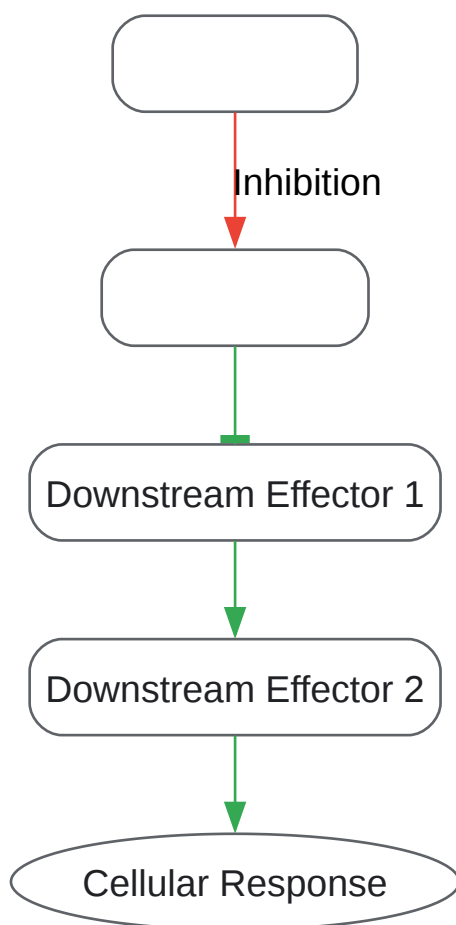 Inhibition
Downstream Effector 1
Downstream Effector 2
Cellular Response